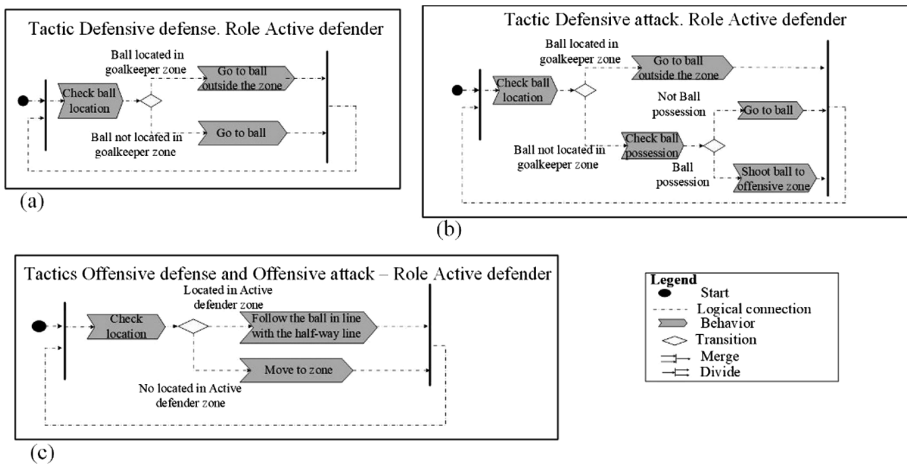 Tactic Defensive defense. Role Active defender
Ball located in
goalkeeper zone
Go to ball
outside the zone
Check ball
location
Ball not located in
goalkeeper zone
Go to ball
(a)
Tactic Defensive attack. Role Active defender
Ball located in
goalkeeper zone
Go to ball
outside the zone
Check ball
location
Not Ball
possession
Go to ball
Ball not located in
goalkeeper zone
Check ball
possession
Ball
possession
Shoot ball to
offensive zone
(b)
Tactics Offensive defense and Offensive attack – Role Active defender
Located in Active
defender zone
Check
location
Follow the ball in line
with the half-way line
Move to zone
No located in Active
defender zone
(c)
Legend
Start
Logical connection
Behavior
Transition
Merge
Divide